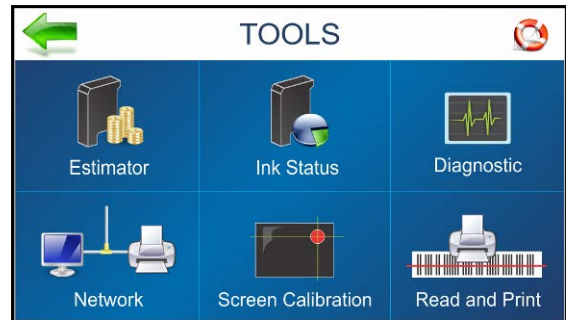 TOOLS
Estimator
Ink Status
Diagnostic
Network
Screen Calibration
Read and Print